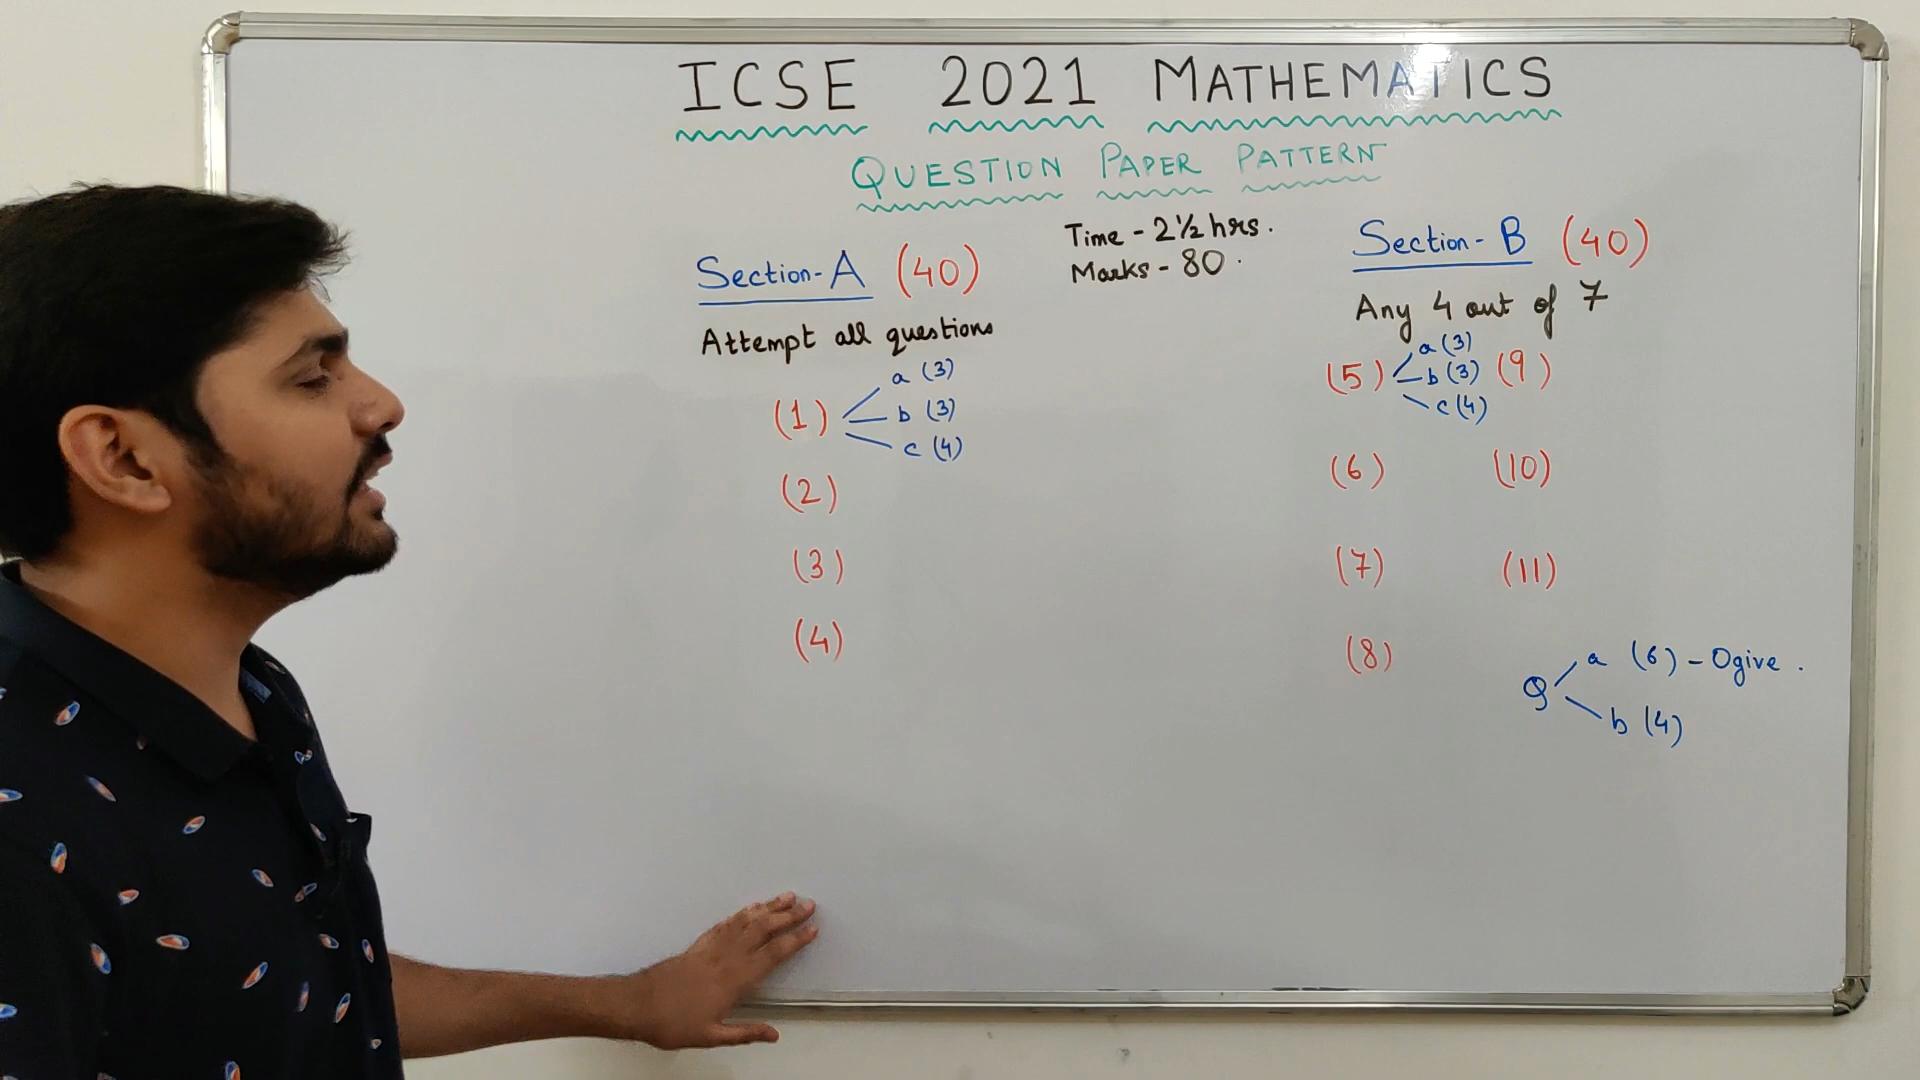 ICSE 2021 MATHEMATICS
QUESTION PAPER PATTERN
Time - 2½ hrs.
Marks - 80.
Section-A (40)
Attempt all questions
(1) a (3)
b (3)
c (4)
(2)
(3)
(4)
Section-B (40)
Any 4 out of 7
(5) a (3)
b (3)
c (4)
(6)
(7)
(8)
(9)
(10)
(11)
Q a (6) - Ogive.
b (4)